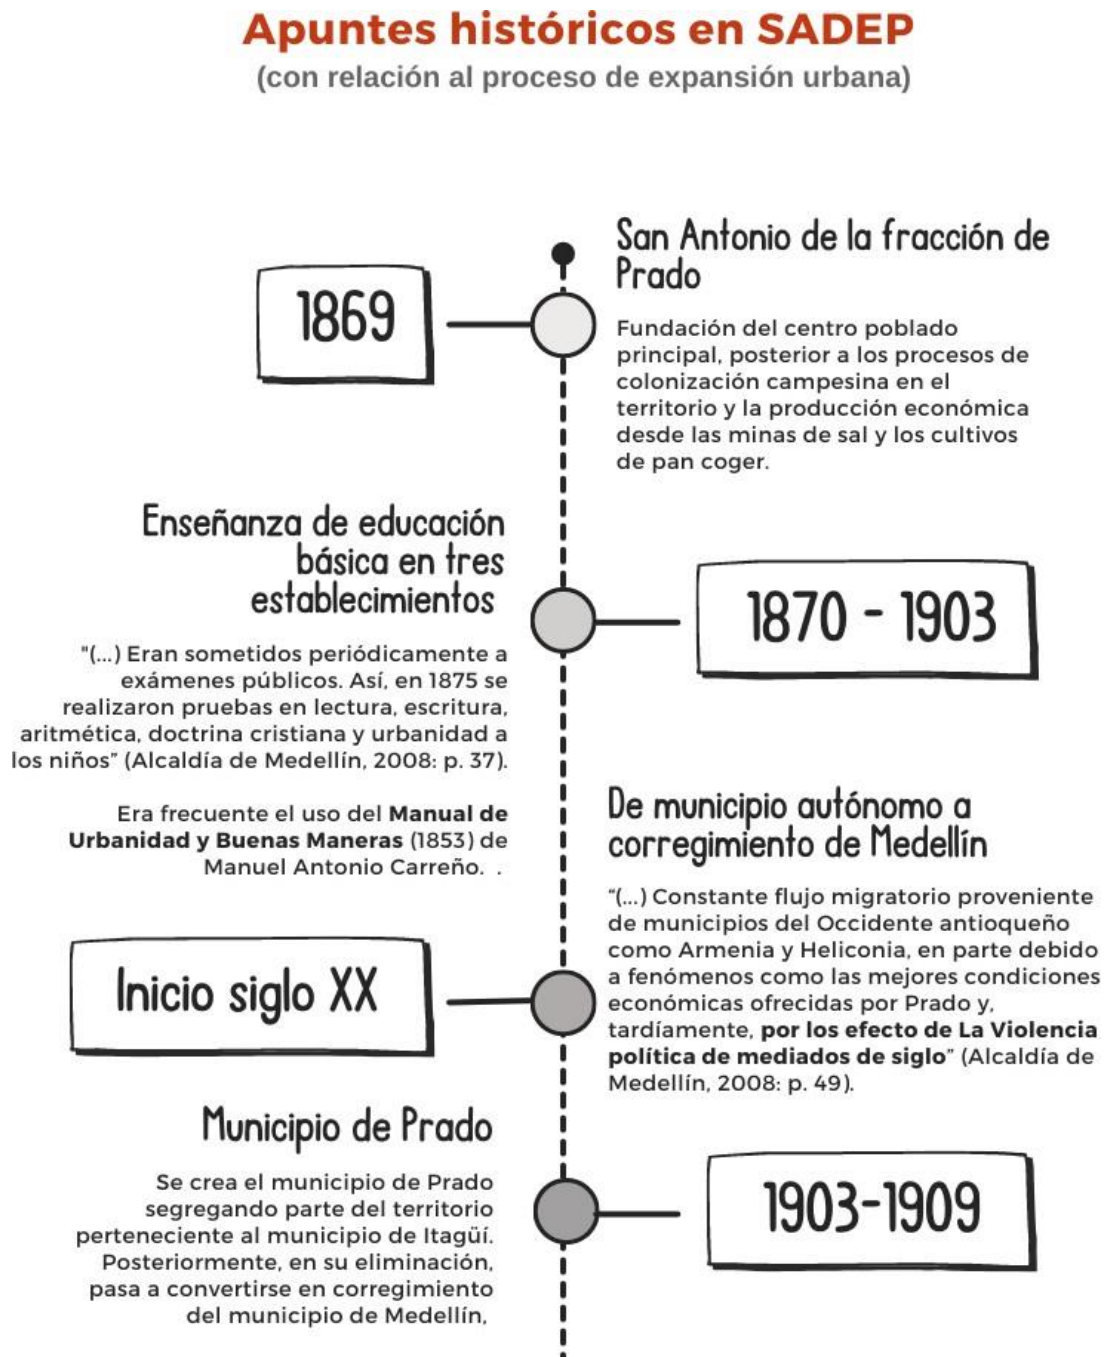 Apuntes históricos en SADEP
(con relación al proceso de expansión urbana)
1869
San Antonio de la fracción de
Prado
Fundación del centro poblado
principal, posterior a los procesos de
colonización campesina en el
territorio y la producción económica
desde las minas de sal y los cultivos
de pan coger.
Enseñanza de educación
básica en tres
establecimientos
"(...) Eran sometidos periódicamente a
exámenes públicos. Así, en 1875 se
realizaron pruebas en lectura, escritura,
aritmética, doctrina cristiana y urbanidad a
los niños” (Alcaldía de Medellín, 2008: p. 37).
Era frecuente el uso del Manual de
Urbanidad y Buenas Maneras (1853) de
Manuel Antonio Carreño. .
1870 - 1903
Inicio siglo XX
De municipio autónomo a
corregimiento de Medellín
“(...) Constante flujo migratorio proveniente
de municipios del Occidente antioqueño
como Armenia y Heliconia, en parte debido
a fenómenos como las mejores condiciones
económicas ofrecidas por Prado y,
tardíamente, por los efecto de La Violencia
política de mediados de siglo” (Alcaldía de
Medellín, 2008: p. 49).
Municipio de Prado
Se crea el municipio de Prado
segregando parte del territorio
perteneciente al municipio de Itagüí.
Posteriormente, en su eliminación,
pasa a convertirse en corregimiento
del municipio de Medellín,
1903-1909